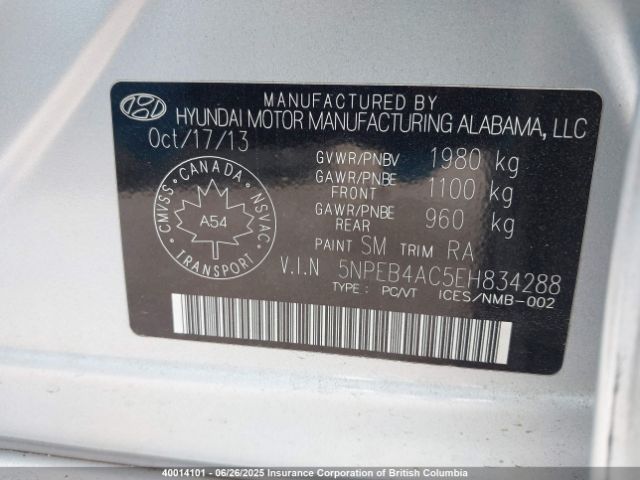 MANUFACTURED BY
HYUNDAI MOTOR MANUFACTURING ALABAMA, LLC
Oct/17/13
GVWR/PNBV 1980 kg
GAWR/PNBE FRONT 1100 kg
GAWR/PNBE REAR 960 kg
PAINT SM TRIM RA
CMVSS CANADA NSVAC
A54
TRANSPORT
V.I.N 5NPEB4AC5EH834288
TYPE : PC/VT ICES/NMB-002
40014101 - 06/26/2025 Insurance Corporation of British Columbia